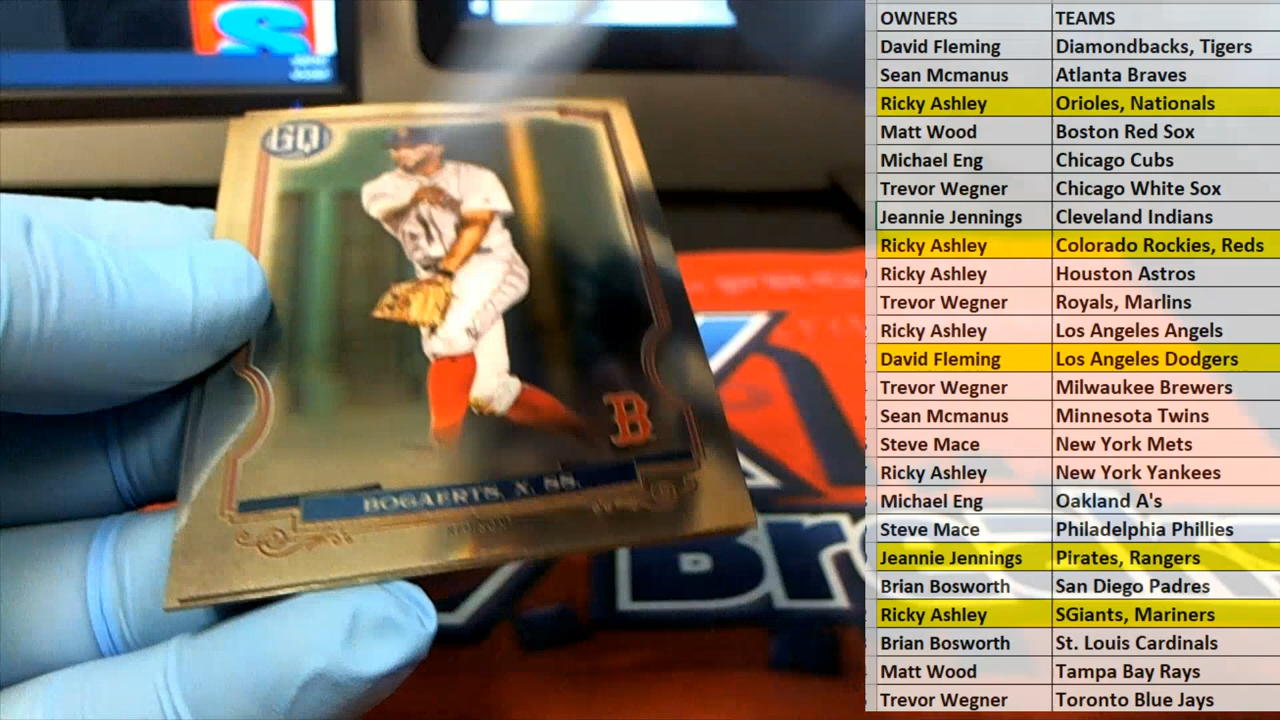 S
GQ
B
BOGAERTS, X. SS.
RED SOX
Br
OWNERS TEAMS
David Fleming Diamondbacks, Tigers
Sean Mcmanus Atlanta Braves
Ricky Ashley Orioles, Nationals
Matt Wood Boston Red Sox
Michael Eng Chicago Cubs
Trevor Wegner Chicago White Sox
Jeannie Jennings Cleveland Indians
Ricky Ashley Colorado Rockies, Reds
Ricky Ashley Houston Astros
Trevor Wegner Royals, Marlins
Ricky Ashley Los Angeles Angels
David Fleming Los Angeles Dodgers
Trevor Wegner Milwaukee Brewers
Sean Mcmanus Minnesota Twins
Steve Mace New York Mets
Ricky Ashley New York Yankees
Michael Eng Oakland A's
Steve Mace Philadelphia Phillies
Jeannie Jennings Pirates, Rangers
Brian Bosworth San Diego Padres
Ricky Ashley SGiants, Mariners
Brian Bosworth St. Louis Cardinals
Matt Wood Tampa Bay Rays
Trevor Wegner Toronto Blue Jays